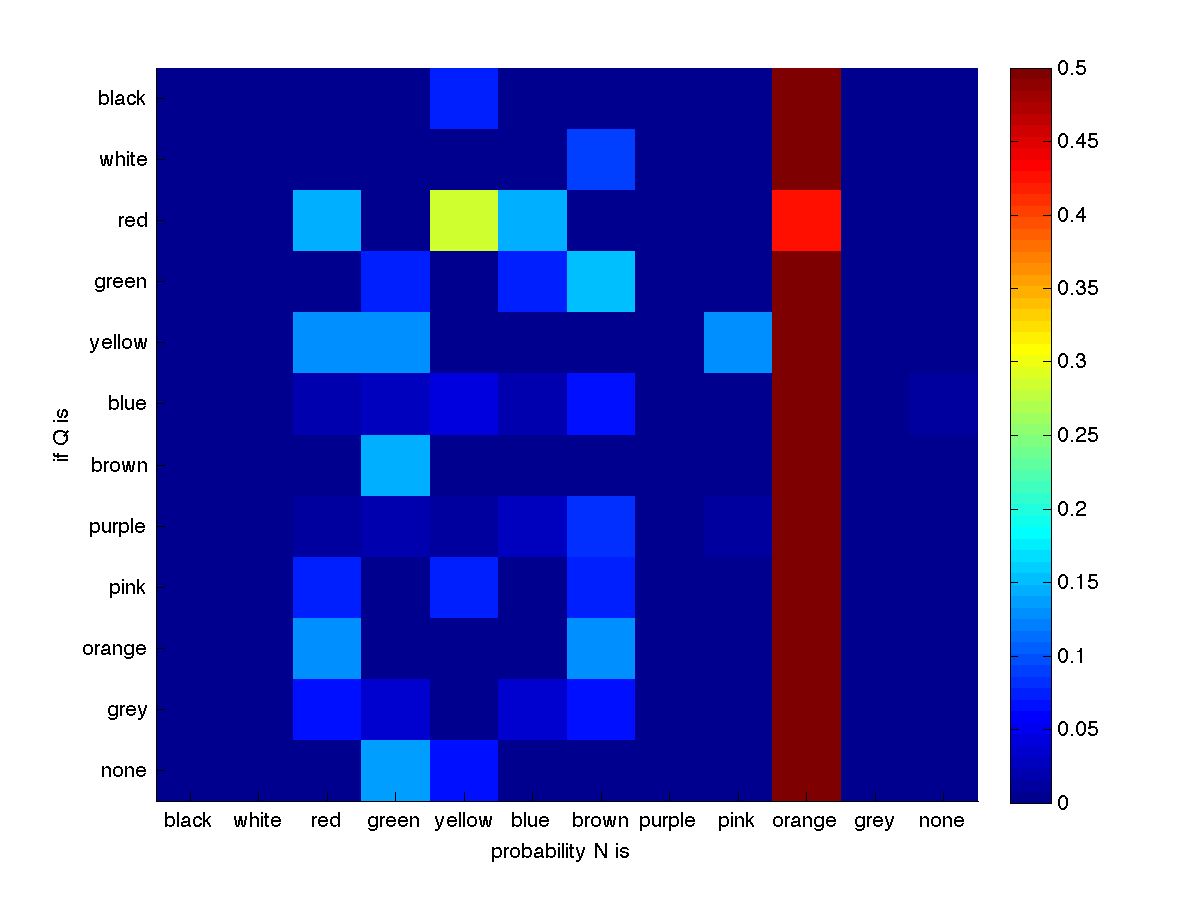 black
white
red
green
yellow
blue
brown
purple
pink
orange
grey
none
if Q is
black white red green yellow blue brown purple pink orange grey none
probability N is
0.5
0.45
0.4
0.35
0.3
0.25
0.2
0.15
0.1
0.05
0